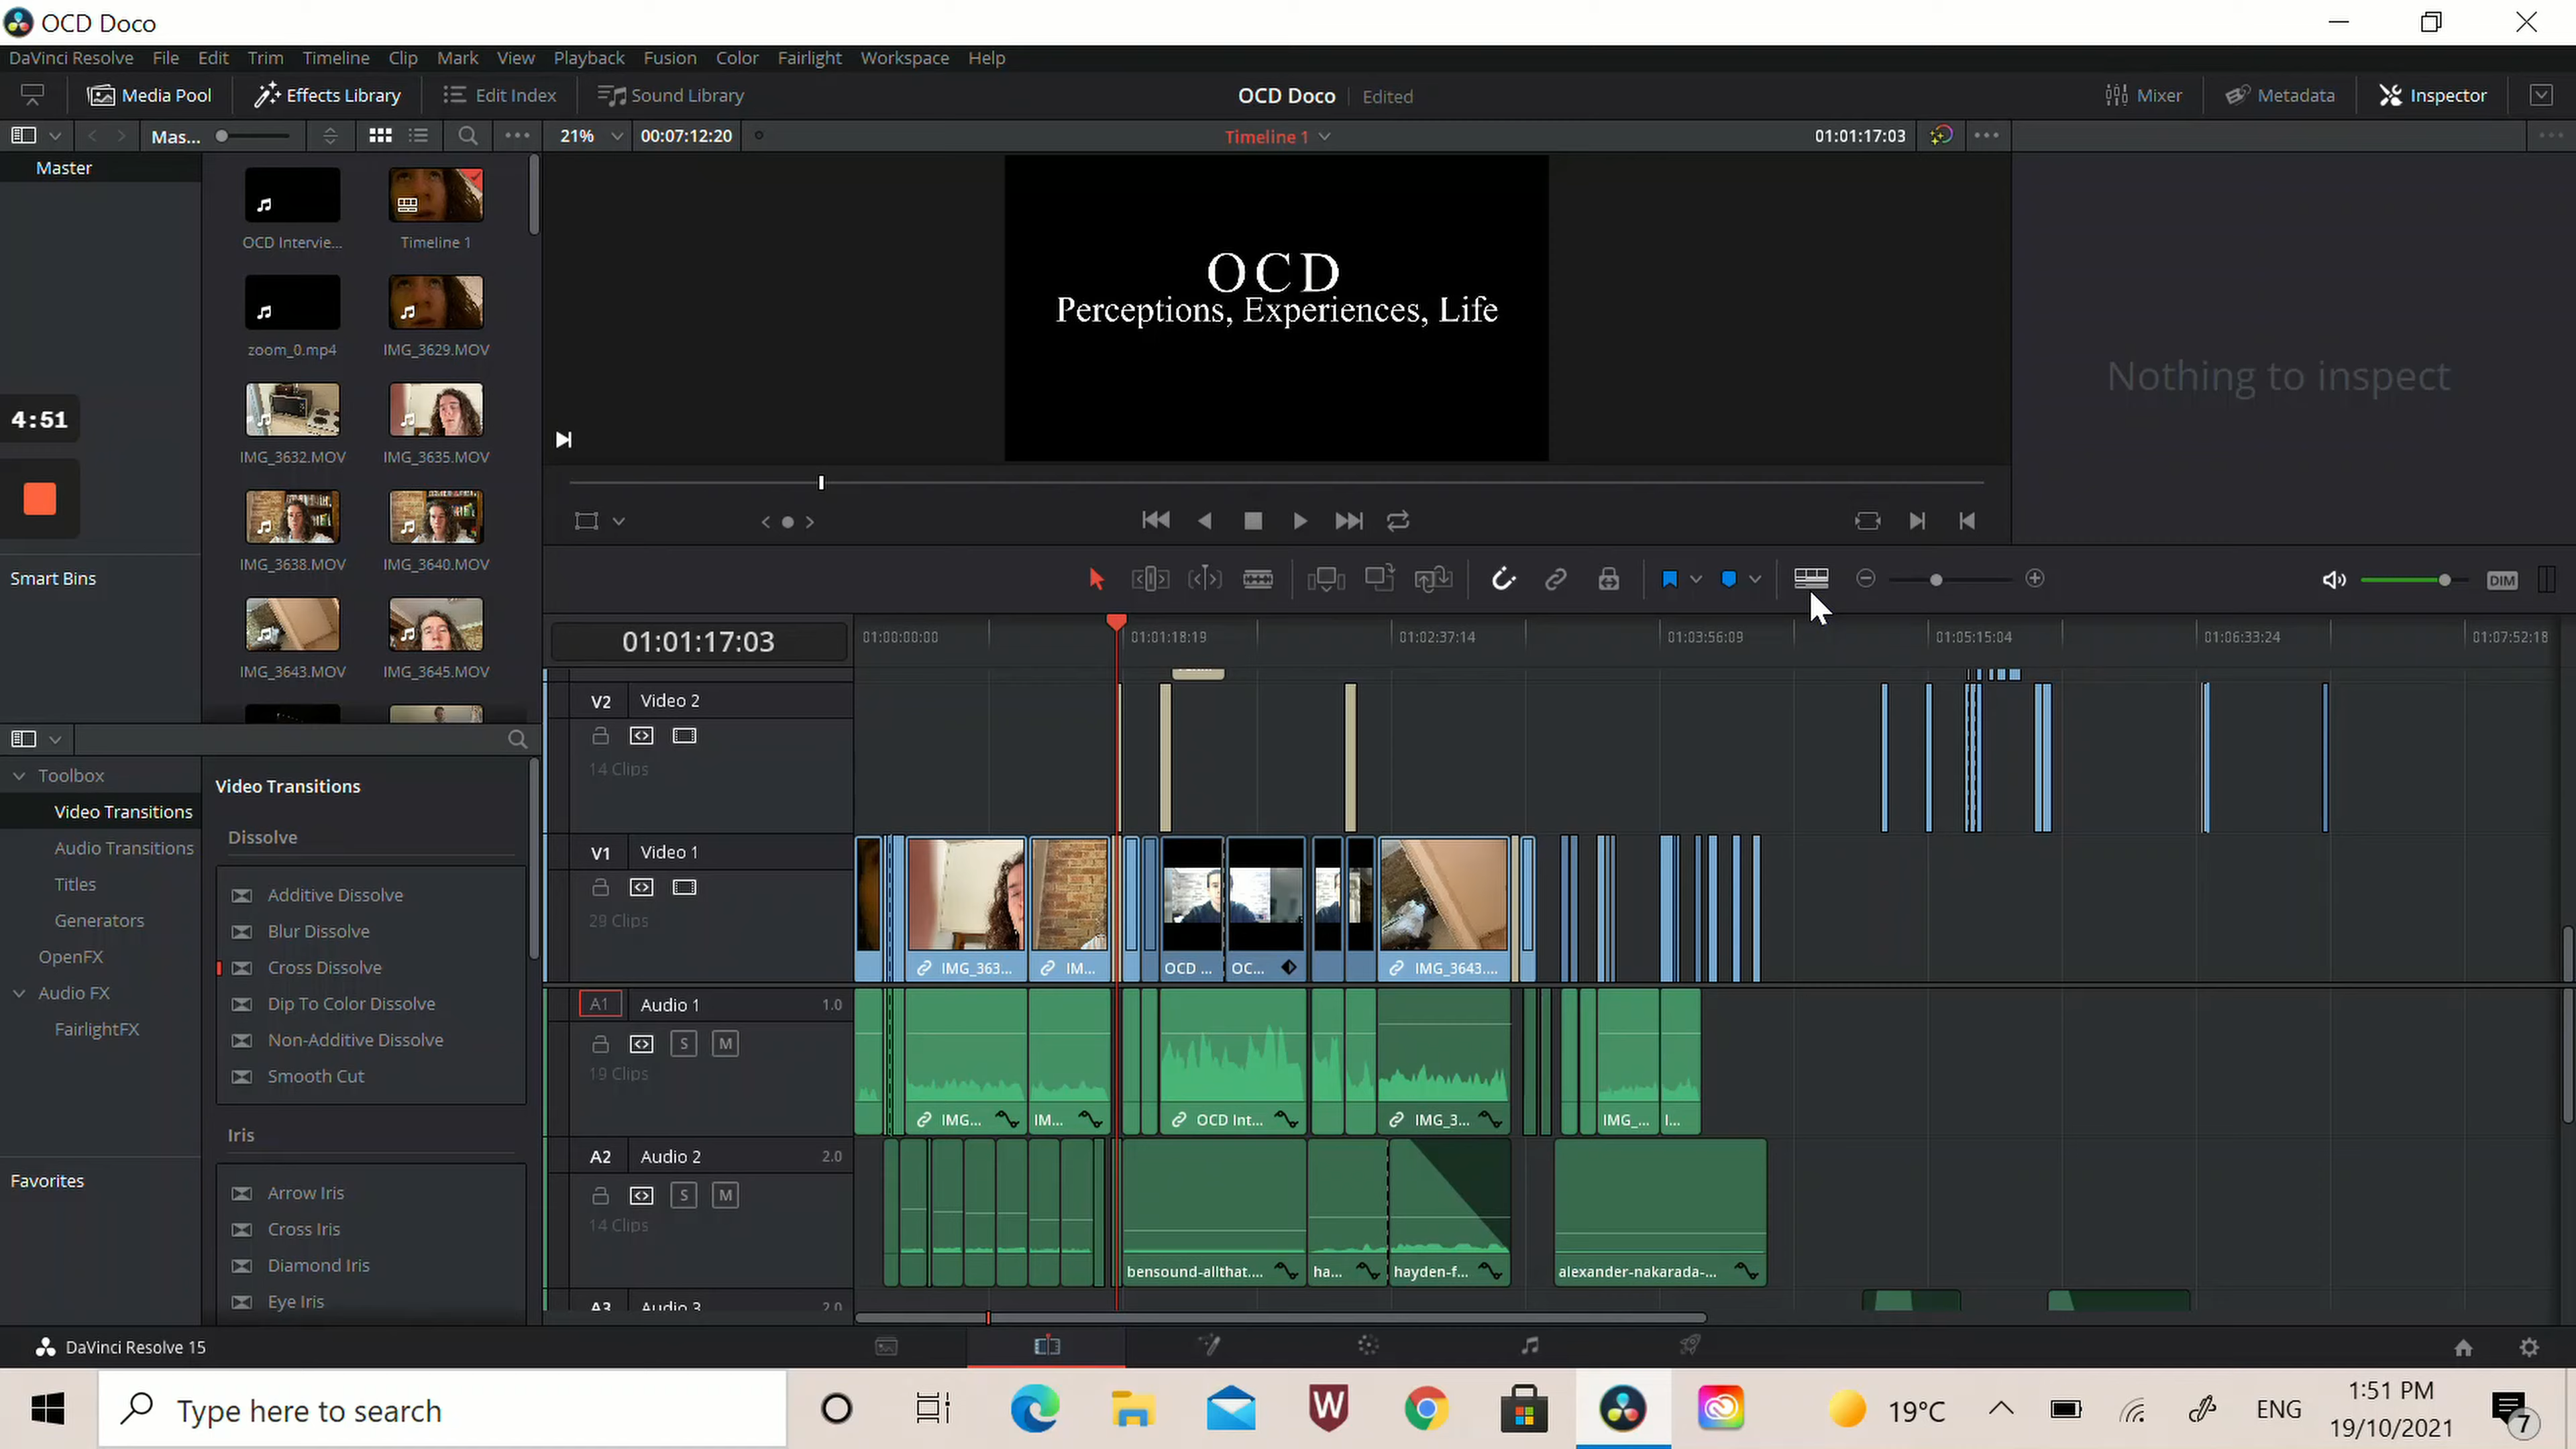 OCD Doco
DaVinci Resolve File Edit Trim Timeline Clip Mark View Playback Fusion Color Fairlight Workspace Help
Media Pool Effects Library Edit Index Sound Library OCD Doco Edited Mixer Metadata Inspector
Mas... 21% 00:07:12:20 Timeline 1 01:01:17:03
Master
OCD Intervie... Timeline 1
zoom_0.mp4 IMG_3629.MOV
IMG_3632.MOV IMG_3635.MOV
IMG_3638.MOV IMG_3640.MOV
IMG_3643.MOV IMG_3645.MOV
4:51
Smart Bins
OCD
Perceptions, Experiences, Life
Nothing to inspect
DIM
01:01:17:03
01:00:00:00 01:01:18:19 01:02:37:14 01:03:56:09 01:05:15:04 01:06:33:24 01:07:52:18
V2 Video 2
14 Clips
V1 Video 1
29 Clips
IMG_363... IM... OCD ... OC... IMG_3643....
A1 Audio 1 1.0
S M
19 Clips
IMG... IM... OCD Int... IMG_3... IMG_... I...
A2 Audio 2 2.0
S M
14 Clips
bensound-allthat.... ha... hayden-f... alexander-nakarada-...
A3 Audio 3 2.0
Toolbox
Video Transitions
Audio Transitions
Titles
Generators
OpenFX
Audio FX
FairlightFX
Favorites
Video Transitions
Dissolve
Additive Dissolve
Blur Dissolve
Cross Dissolve
Dip To Color Dissolve
Non-Additive Dissolve
Smooth Cut
Iris
Arrow Iris
Cross Iris
Diamond Iris
Eye Iris
DaVinci Resolve 15
Type here to search
W
19°C
ENG
1:51 PM
19/10/2021
7